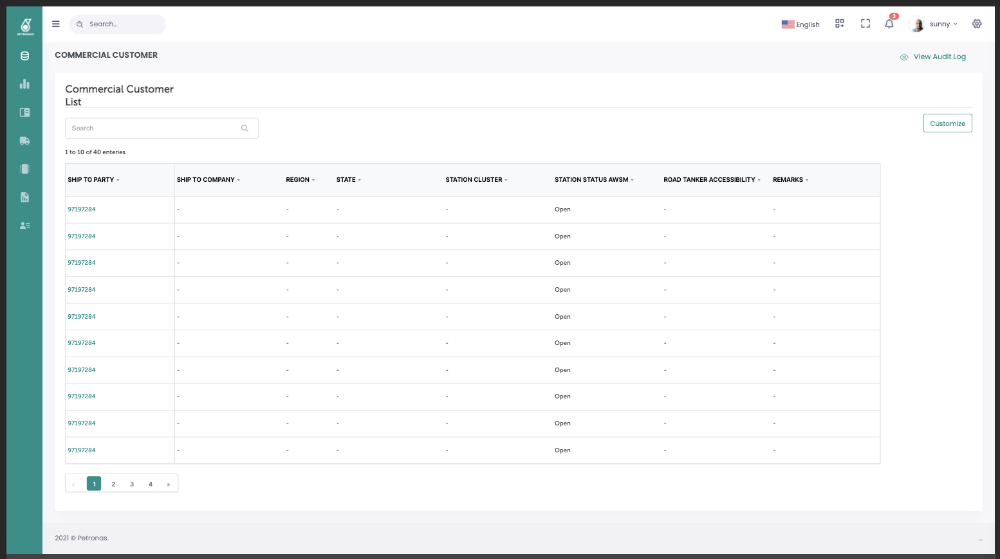 PETRONAS
Search...
English
3
sunny
COMMERCIAL CUSTOMER
View Audit Log
Commercial Customer
List
Search
Customize
1 to 10 of 40 enteries
SHIP TO PARTY SHIP TO COMPANY REGION STATE STATION CLUSTER STATION STATUS AWSM ROAD TANKER ACCESSIBILITY REMARKS
97197284 - - - - Open - -
97197284 - - - - Open - -
97197284 - - - - Open - -
97197284 - - - - Open - -
97197284 - - - - Open - -
97197284 - - - - Open - -
97197284 - - - - Open - -
97197284 - - - - Open - -
97197284 - - - - Open - -
97197284 - - - - Open - -
1 2 3 4
2021 © Petronas.
...